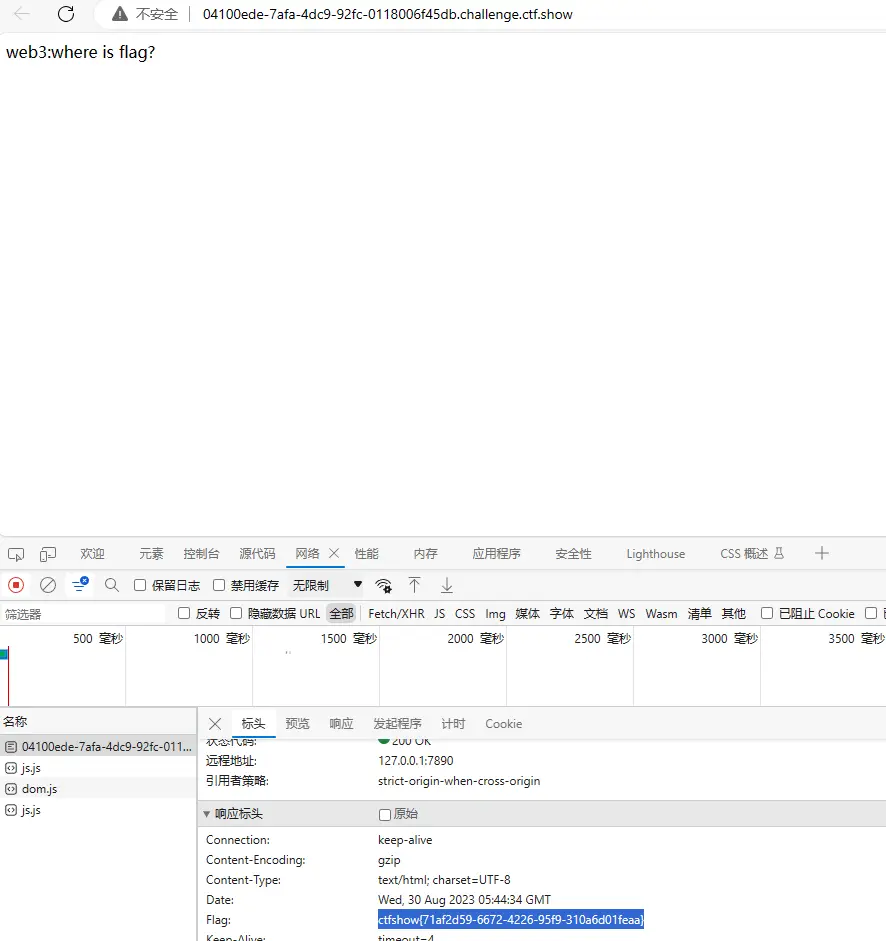 不安全 04100ede-7afa-4dc9-92fc-0118006f45db.challenge.ctf.show
web3:where is flag?
欢迎 元素 控制台 源代码 网络 性能 内存 应用程序 安全性 Lighthouse CSS 概述
保留日志 禁用缓存 无限制
筛选器 反转 隐藏数据 URL 全部 Fetch/XHR JS CSS Img 媒体 字体 文档 WS Wasm 清单 其他 已阻止 Cookie
500 毫秒 1000 毫秒 1500 毫秒 2000 毫秒 2500 毫秒 3000 毫秒 3500 毫秒
名称 标头 预览 响应 发起程序 计时 Cookie
04100ede-7afa-4dc9-92fc-011...
js.js
dom.js
js.js
状态代码: 200 OK
远程地址: 127.0.0.1:7890
引用者策略: strict-origin-when-cross-origin
响应标头 原始
Connection: keep-alive
Content-Encoding: gzip
Content-Type: text/html; charset=UTF-8
Date: Wed, 30 Aug 2023 05:44:34 GMT
Flag: ctfshow{71af2d59-6672-4226-95f9-310a6d01feaa}
Keep-Alive: timeout=4